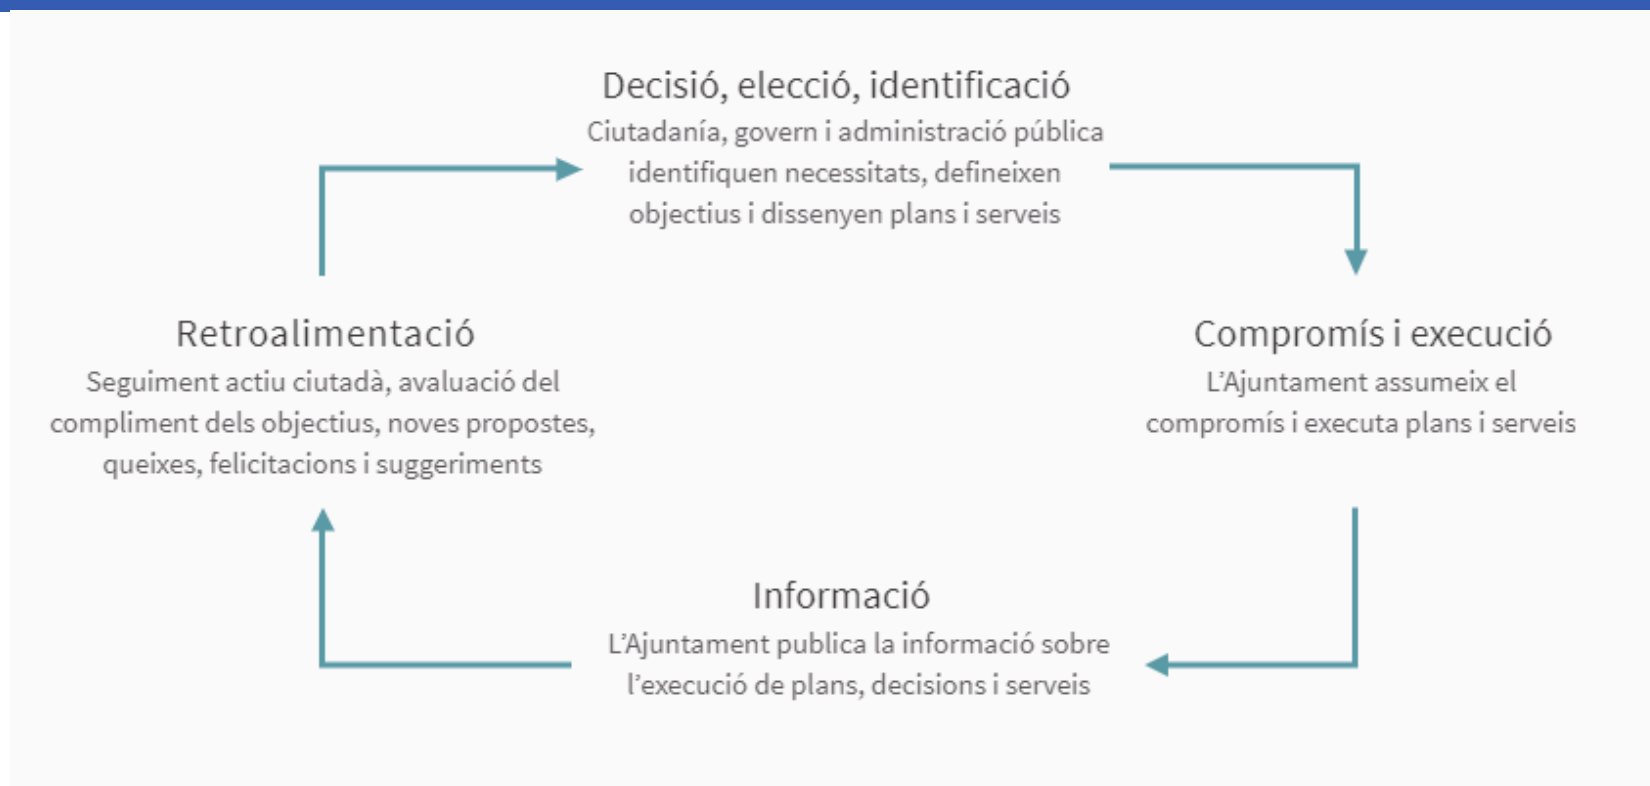 Decisió, elecció, identificació
Ciutadanía, govern i administració pública
identifiquen necessitats, defineixen
objectius i dissenyen plans i serveis
Retroalimentació
Seguiment actiu ciutadà, avaluació del
compliment dels objectius, noves propostes,
queixes, felicitacions i suggeriments
Compromís i execució
L’Ajuntament assumeix el
compromís i executa plans i serveis
Informació
L’Ajuntament publica la informació sobre
l’execució de plans, decisions i serveis